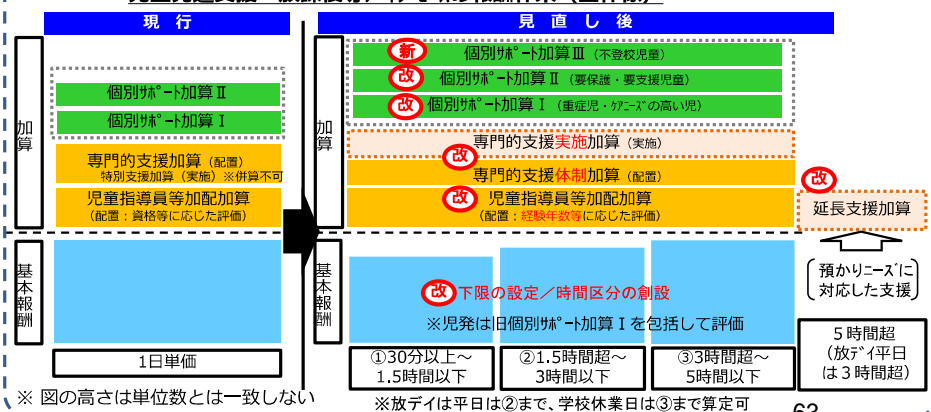 現 行
見 直 し 後
加算
個別ｻﾎﾟｰﾄ加算Ⅱ
個別ｻﾎﾟｰﾄ加算Ⅰ
専門的支援加算（配置）
特別支援加算（実施）※併算不可
児童指導員等加配加算
（配置：資格等に応じた評価）
基本報酬
1日単価
※ 図の高さは単位数とは一致しない
加算
新 個別ｻﾎﾟｰﾄ加算Ⅲ（不登校児童）
改 個別ｻﾎﾟｰﾄ加算Ⅱ（要保護・要支援児童）
改 個別ｻﾎﾟｰﾄ加算Ⅰ（重症児・ｹｱﾆｰｽﾞの高い児）
専門的支援実施加算（実施）
改
専門的支援体制加算（配置）
改 児童指導員等加配加算
（配置：経験年数等に応じた評価）
改
延長支援加算
預かりニーズに
対応した支援
基本報酬
改 下限の設定／時間区分の創設
※児発は旧個別ｻﾎﾟｰﾄ加算Ⅰを包括して評価
①30分以上～
1.5時間以下
②1.5時間超～
3時間以下
③3時間超～
5時間以下
５時間超
（放ﾃﾞｲ平日
は３時間超）
※放デイは平日は②まで、学校休業日は③まで算定可